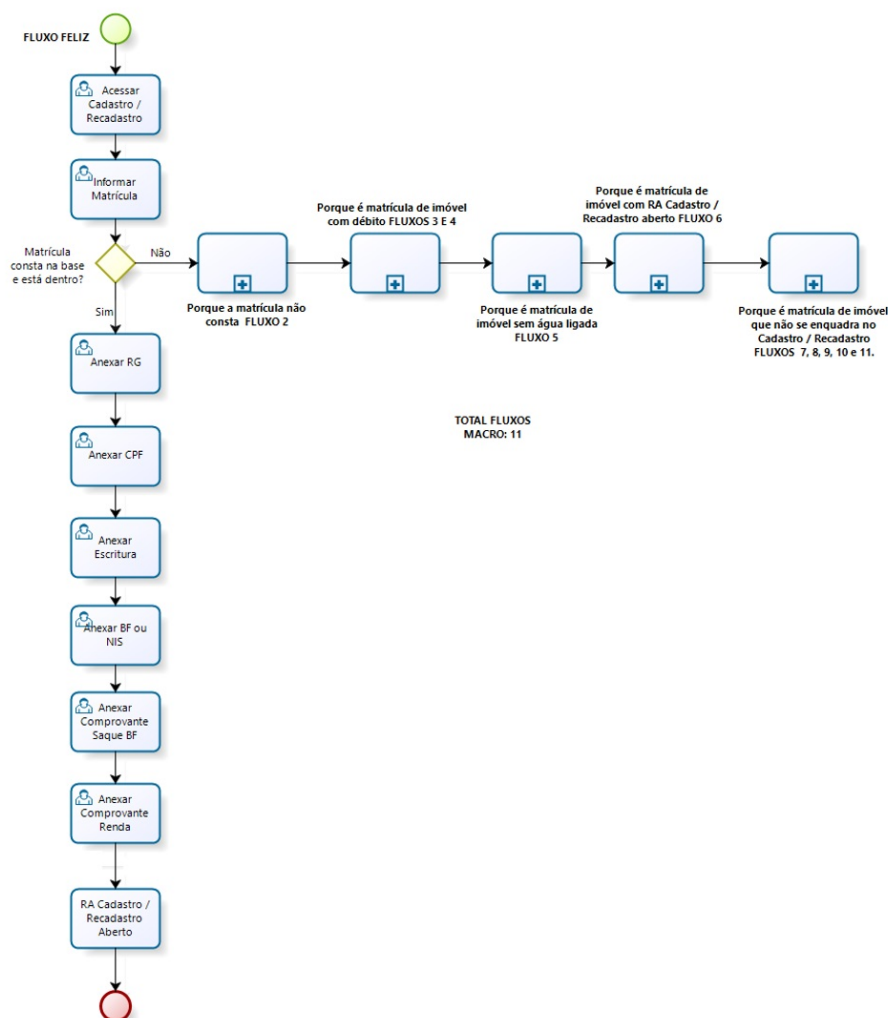 FLUXO FELIZ
Acessar
Cadastro /
Recadastro
Informar
Matrícula
Matrícula
consta na base
e está dentro?
Não
Sim
Porque a matrícula não
consta  FLUXO 2
Porque é matrícula de imóvel
com débito FLUXOS 3 E 4
Porque é matrícula de
imóvel sem água ligada
FLUXO 5
Porque é matrícula de
imóvel com RA Cadastro /
Recadastro aberto FLUXO 6
Porque é matrícula de imóvel
que não se enquadra no
Cadastro / Recadastro
FLUXOS  7, 8, 9, 10 e 11.
Anexar RG
TOTAL FLUXOS
MACRO: 11
Anexar CPF
Anexar
Escritura
Anexar BF ou
NIS
Anexar
Comprovante
Saque BF
Anexar
Comprovante
Renda
RA Cadastro /
Recadastro
Aberto